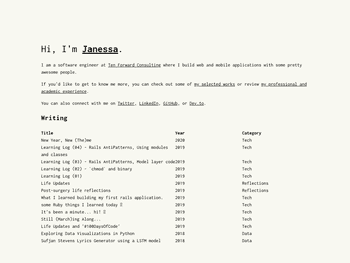 Hi, I'm Janessa.
I am a software engineer at Ten Forward Consulting where I build web and mobile applications with some pretty
awesome people.
If you'd like to get to know me more, you can check out some of my selected works or review my professional and
academic experience.
You can also connect with me on Twitter, LinkedIn, GitHub, or Dev.to.
Writing
Title Year Category
New Year, New (The)me 2020 Tech
Learning Log (04) - Rails AntiPatterns, Using modules 2019 Tech
and classes
Learning Log (03) - Rails AntiPatterns, Model layer code 2019 Tech
Learning Log (02) - `chmod` and binary 2019 Tech
Learning Log (01) 2019 Tech
Life Updates 2019 Reflections
Post-surgery life reflections 2019 Reflections
What I learned building my first rails application. 2019 Tech
some Ruby things I learned today 2019 Tech
It's been a minute... hi! 2019 Tech
Still (March)ing Along... 2019 Tech
Life Updates and "#100DaysOfCode" 2019 Tech
Exploring Data Visualizations in Python 2018 Data
Sufjan Stevens Lyrics Generator using a LSTM model 2018 Data